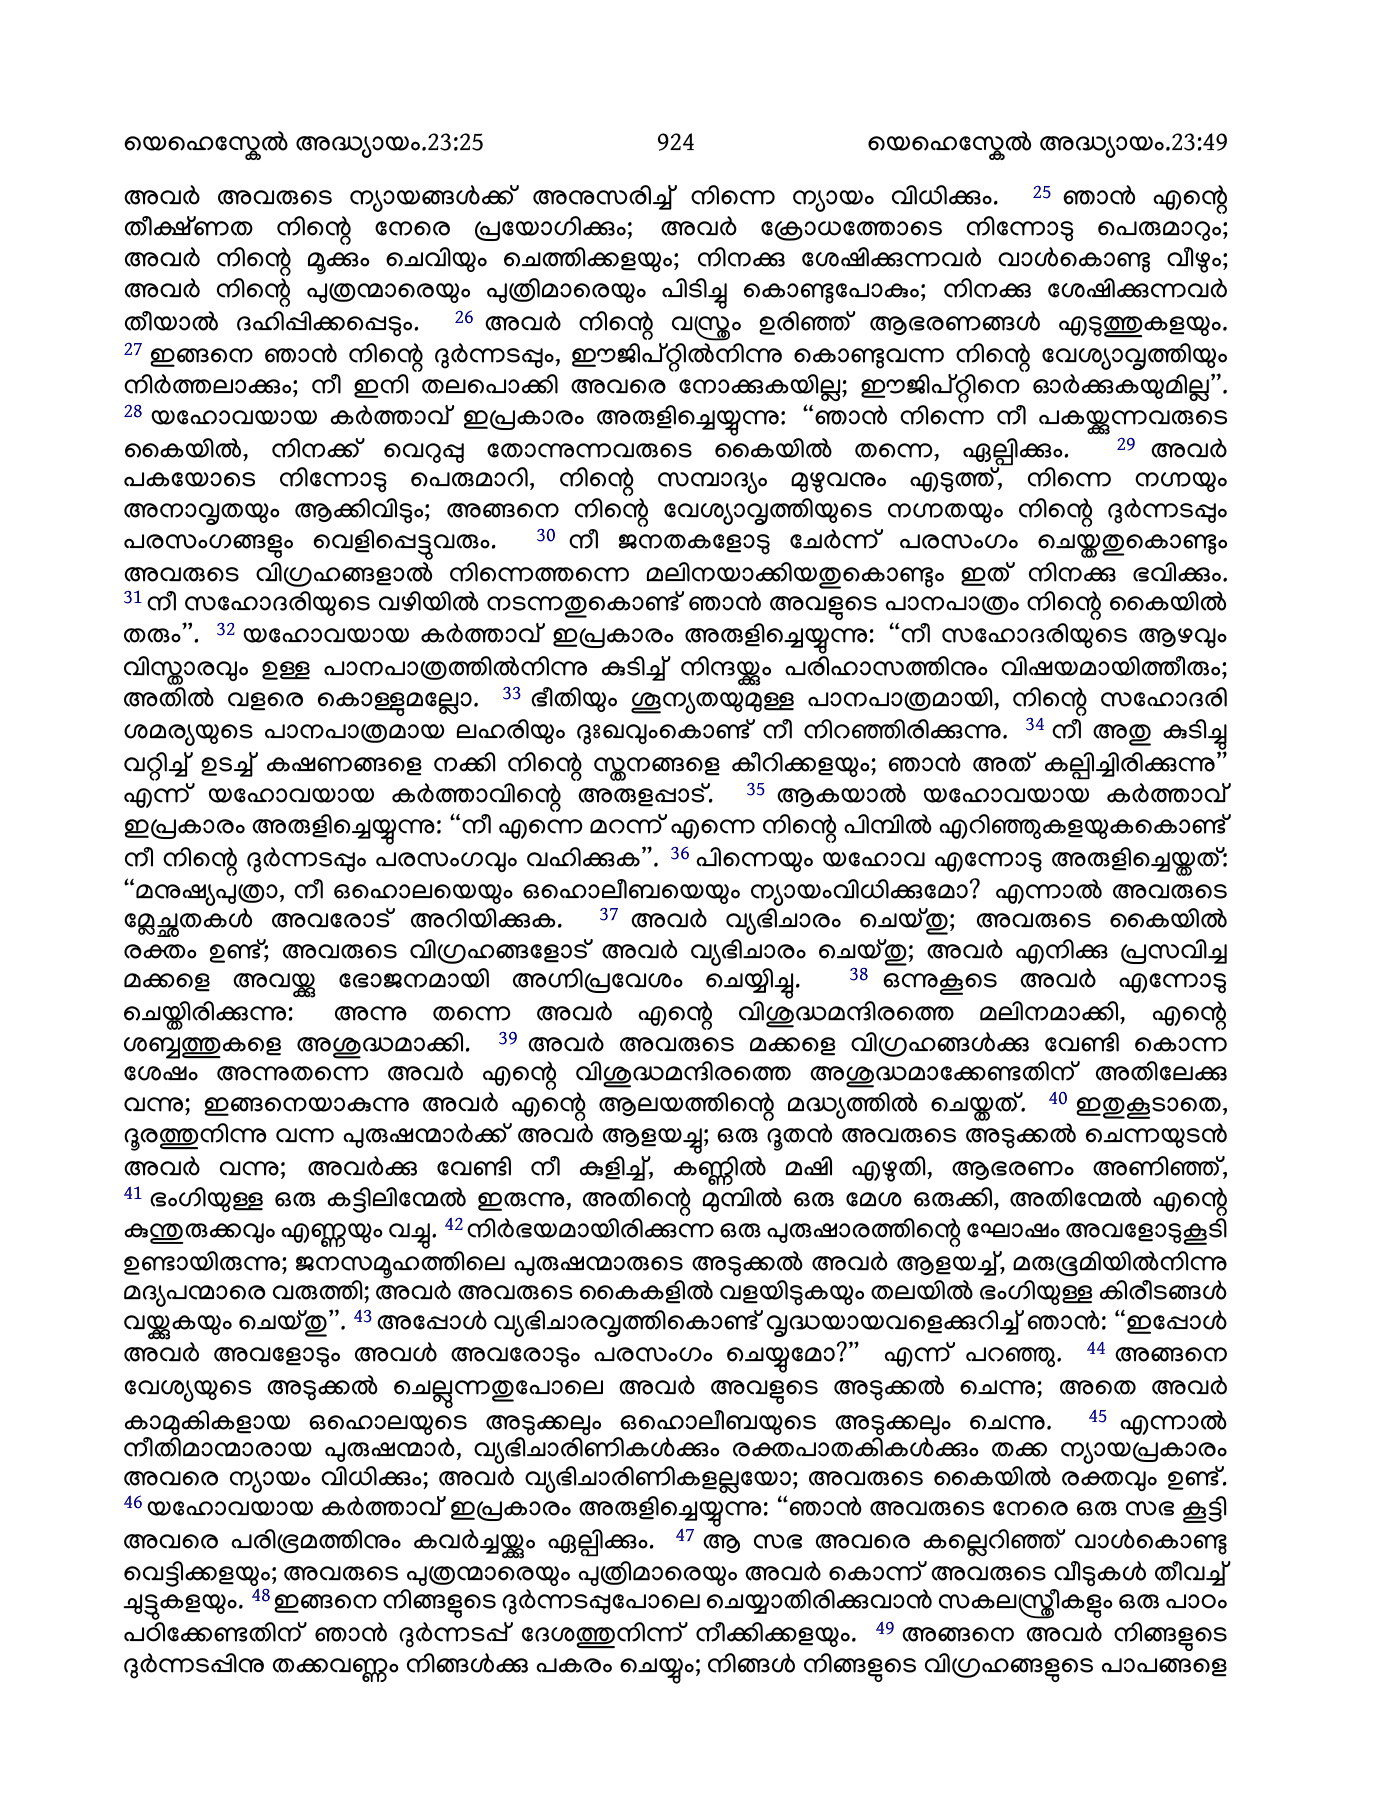 യെഹെസ്കേൽ അദ്ധ്യായം.23:25 924 യെഹെസ്കേൽ അദ്ധ്യായം.23:49
അവർ അവരുടെ ന്യായങ്ങൾക്ക് അനുസരിച്ച് നിന്നെ ന്യായം വിധിക്കും. 25 ഞാൻ എന്റെ
തീക്ഷ്ണത നിന്റെ നേരെ പ്രയോഗിക്കും; അവർ ക്രോധത്തോടെ നിന്നോടു പെരുമാറും;
അവർ നിന്റെ മൂക്കും ചെവിയും ചെത്തിക്കളയും; നിനക്കു ശേഷിക്കുന്നവർ വാൾകൊണ്ടു വീഴും;
അവർ നിന്റെ പുത്രന്മാരെയും പുത്രിമാരെയും പിടിച്ചു കൊണ്ടുപോകും; നിനക്കു ശേഷിക്കുന്നവർ
തീയാൽ ദഹിപ്പിക്കപ്പെടും. 26 അവർ നിന്റെ വസ്ത്രം ഉരിഞ്ഞ് ആഭരണങ്ങൾ എടുത്തുകളയും.
27 ഇങ്ങനെ ഞാൻ നിന്റെ ദുർന്നടപ്പും, ഈജിപ്റ്റിൽനിന്നു കൊണ്ടുവന്ന നിന്റെ വേശ്യാവൃത്തിയും
നിർത്തലാക്കും; നീ ഇനി തലപൊക്കി അവരെ നോക്കുകയില്ല; ഈജിപ്റ്റിനെ ഓർക്കുകയുമില്ല”.
28 യഹോവയായ കർത്താവ് ഇപ്രകാരം അരുളിച്ചെയ്യുന്നു: “ഞാൻ നിന്നെ നീ പകയ്ക്കുന്നവരുടെ
കൈയിൽ, നിനക്ക് വെറുപ്പു തോന്നുന്നവരുടെ കൈയിൽ തന്നെ, ഏല്പിക്കും. 29 അവർ
പകയോടെ നിന്നോടു പെരുമാറി, നിന്റെ സമ്പാദ്യം മുഴുവനും എടുത്ത്, നിന്നെ നഗ്നയും
അനാവൃതയും ആക്കിവിടും; അങ്ങനെ നിന്റെ വേശ്യാവൃത്തിയുടെ നഗ്നതയും നിന്റെ ദുർന്നടപ്പും
പരസംഗങ്ങളും വെളിപ്പെട്ടുവരും. 30 നീ ജനതകളോടു ചേർന്ന് പരസംഗം ചെയ്തതുകൊണ്ടും
അവരുടെ വിഗ്രഹങ്ങളാൽ നിന്നെത്തന്നെ മലിനയാക്കിയതുകൊണ്ടും ഇത് നിനക്കു ഭവിക്കും.
31 നീ സഹോദരിയുടെ വഴിയിൽ നടന്നതുകൊണ്ട് ഞാൻ അവളുടെ പാനപാത്രം നിന്റെ കൈയിൽ
തരും”. 32 യഹോവയായ കർത്താവ് ഇപ്രകാരം അരുളിച്ചെയ്യുന്നു: “നീ സഹോദരിയുടെ ആഴവും
വിസ്താരവും ഉള്ള പാനപാത്രത്തിൽനിന്നു കുടിച്ച് നിന്ദയ്ക്കും പരിഹാസത്തിനും വിഷയമായിത്തീരും;
അതിൽ വളരെ കൊള്ളുമല്ലോ. 33 ഭീതിയും ശൂന്യതയുമുള്ള പാനപാത്രമായി, നിന്റെ സഹോദരി
ശമര്യയുടെ പാനപാത്രമായ ലഹരിയും ദുഃഖവുംകൊണ്ട് നീ നിറഞ്ഞിരിക്കുന്നു. 34 നീ അതു കുടിച്ചു
വറ്റിച്ച് ഉടച്ച് കഷണങ്ങളെ നക്കി നിന്റെ സ്തനങ്ങളെ കീറിക്കളയും; ഞാൻ അത് കല്പിച്ചിരിക്കുന്നു”
എന്ന് യഹോവയായ കർത്താവിന്റെ അരുളപ്പാട്. 35 ആകയാൽ യഹോവയായ കർത്താവ്
ഇപ്രകാരം അരുളിച്ചെയ്യുന്നു: “നീ എന്നെ മറന്ന് എന്നെ നിന്റെ പിമ്പിൽ എറിഞ്ഞുകളയുകകൊണ്ട്
നീ നിന്റെ ദുർന്നടപ്പും പരസംഗവും വഹിക്കുക”. 36 പിന്നെയും യഹോവ എന്നോടു അരുളിച്ചെയ്തത്:
“മനുഷ്യപുത്രാ, നീ ഒഹൊലയെയും ഒഹൊലീബയെയും ന്യായംവിധിക്കുമോ? എന്നാൽ അവരുടെ
മ്ലേച്ഛതകൾ അവരോട് അറിയിക്കുക. 37 അവർ വ്യഭിചാരം ചെയ്തു; അവരുടെ കൈയിൽ
രക്തം ഉണ്ട്; അവരുടെ വിഗ്രഹങ്ങളോട് അവർ വ്യഭിചാരം ചെയ്തു; അവർ എനിക്കു പ്രസവിച്ച
മക്കളെ അവയ്ക്കു ഭോജനമായി അഗ്നിപ്രവേശം ചെയ്യിച്ചു. 38 ഒന്നുകൂടെ അവർ എന്നോടു
ചെയ്തിരിക്കുന്നു: അന്നു തന്നെ അവർ എന്റെ വിശുദ്ധമന്ദിരത്തെ മലിനമാക്കി, എന്റെ
ശബ്ബത്തുകളെ അശുദ്ധമാക്കി. 39 അവർ അവരുടെ മക്കളെ വിഗ്രഹങ്ങൾക്കു വേണ്ടി കൊന്ന
ശേഷം അന്നുതന്നെ അവർ എന്റെ വിശുദ്ധമന്ദിരത്തെ അശുദ്ധമാക്കേണ്ടതിന് അതിലേക്കു
വന്നു; ഇങ്ങനെയാകുന്നു അവർ എന്റെ ആലയത്തിന്റെ മദ്ധ്യത്തിൽ ചെയ്തത്. 40 ഇതുകൂടാതെ,
ദൂരത്തുനിന്നു വന്ന പുരുഷന്മാർക്ക് അവർ ആളയച്ചു; ഒരു ദൂതൻ അവരുടെ അടുക്കൽ ചെന്നയുടൻ
അവർ വന്നു; അവർക്കു വേണ്ടി നീ കുളിച്ച്, കണ്ണിൽ മഷി എഴുതി, ആഭരണം അണിഞ്ഞ്,
41 ഭംഗിയുള്ള ഒരു കട്ടിലിന്മേൽ ഇരുന്നു, അതിന്റെ മുമ്പിൽ ഒരു മേശ ഒരുക്കി, അതിന്മേൽ എന്റെ
കുന്തുരുക്കവും എണ്ണയും വച്ചു. 42 നിർഭയമായിരിക്കുന്ന ഒരു പുരുഷാരത്തിന്റെ ഘോഷം അവളോടുകൂടി
ഉണ്ടായിരുന്നു; ജനസമൂഹത്തിലെ പുരുഷന്മാരുടെ അടുക്കൽ അവർ ആളയച്ച്, മരുഭൂമിയിൽനിന്നു
മദ്യപന്മാരെ വരുത്തി; അവർ അവരുടെ കൈകളിൽ വളയിടുകയും തലയിൽ ഭംഗിയുള്ള കിരീടങ്ങൾ
വയ്ക്കുകയും ചെയ്തു”. 43 അപ്പോൾ വ്യഭിചാരവൃത്തികൊണ്ട് വൃദ്ധയായവളെക്കുറിച്ച് ഞാൻ: “ഇപ്പോൾ
അവർ അവളോടും അവൾ അവരോടും പരസംഗം ചെയ്യുമോ?” എന്ന് പറഞ്ഞു. 44 അങ്ങനെ
വേശ്യയുടെ അടുക്കൽ ചെല്ലുന്നതുപോലെ അവർ അവളുടെ അടുക്കൽ ചെന്നു; അതെ അവർ
കാമുകികളായ ഒഹൊലയുടെ അടുക്കലും ഒഹൊലീബയുടെ അടുക്കലും ചെന്നു. 45 എന്നാൽ
നീതിമാന്മാരായ പുരുഷന്മാർ, വ്യഭിചാരിണികൾക്കും രക്തപാതകികൾക്കും തക്ക ന്യായപ്രകാരം
അവരെ ന്യായം വിധിക്കും; അവർ വ്യഭിചാരിണികളല്ലയോ; അവരുടെ കൈയിൽ രക്തവും ഉണ്ട്.
46 യഹോവയായ കർത്താവ് ഇപ്രകാരം അരുളിച്ചെയ്യുന്നു: “ഞാൻ അവരുടെ നേരെ ഒരു സഭ കൂട്ടി
അവരെ പരിഭ്രമത്തിനും കവർച്ചയ്ക്കും ഏല്പിക്കും. 47 ആ സഭ അവരെ കല്ലെറിഞ്ഞ് വാൾകൊണ്ടു
വെട്ടിക്കളയും; അവരുടെ പുത്രന്മാരെയും പുത്രിമാരെയും അവർ കൊന്ന് അവരുടെ വീടുകൾ തീവച്ച്
ചുട്ടുകളയും. 48 ഇങ്ങനെ നിങ്ങളുടെ ദുർന്നടപ്പുപോലെ ചെയ്യാതിരിക്കുവാൻ സകലസ്ത്രീകളും ഒരു പാഠം
പഠിക്കേണ്ടതിന് ഞാൻ ദുർന്നടപ്പ് ദേശത്തുനിന്ന് നീക്കിക്കളയും. 49 അങ്ങനെ അവർ നിങ്ങളുടെ
ദുർന്നടപ്പിനു തക്കവണ്ണം നിങ്ങൾക്കു പകരം ചെയ്യും; നിങ്ങൾ നിങ്ങളുടെ വിഗ്രഹങ്ങളുടെ പാപങ്ങളെ